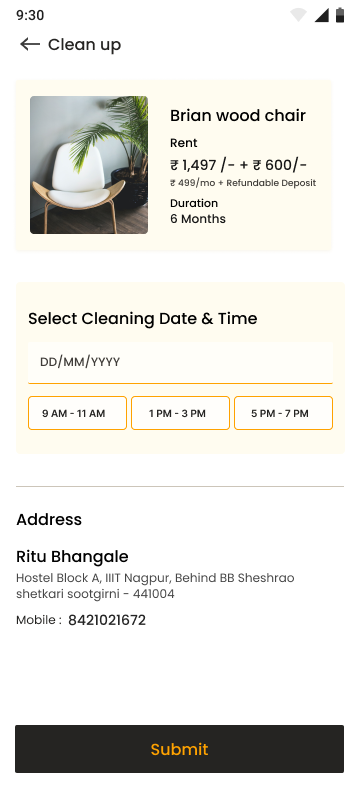 9:30
Clean up
Brian wood chair
Rent
₹ 1,497 /- + ₹ 600/-
₹ 499/mo + Refundable Deposit
Duration
6 Months
Select Cleaning Date & Time
DD/MM/YYYY
9 AM - 11 AM 1 PM - 3 PM 5 PM - 7 PM
Address
Ritu Bhangale
Hostel Block A, IIIT Nagpur, Behind BB Sheshrao
shetkari sootgirni - 441004
Mobile : 8421021672
Submit